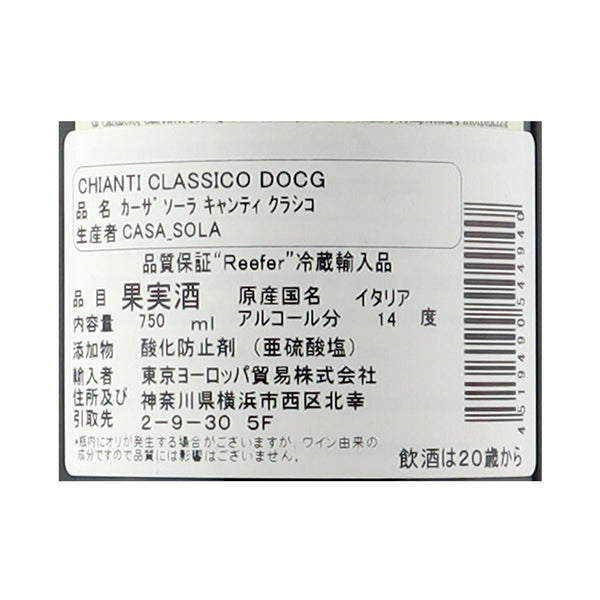 CHIANTI CLASSICO DOCG
品 名 カーザ ソーラ キャンティ クラシコ
生産者 CASA_SOLA
品質保証“Reefer”冷蔵輸入品
品目 果実酒 原産国名 イタリア
内容量 750 ml アルコール分 14 度
添加物 酸化防止剤 （亜硫酸塩）
輸入者 東京ヨーロッパ貿易株式会社
住所及び 神奈川県横浜市西区北幸
引取先 2-9-30 5F
*瓶内にオリが発生する場合がございますが、ワイン由来の
成分ですので品質には影響はございません。
飲酒は20歳から
4519490544940